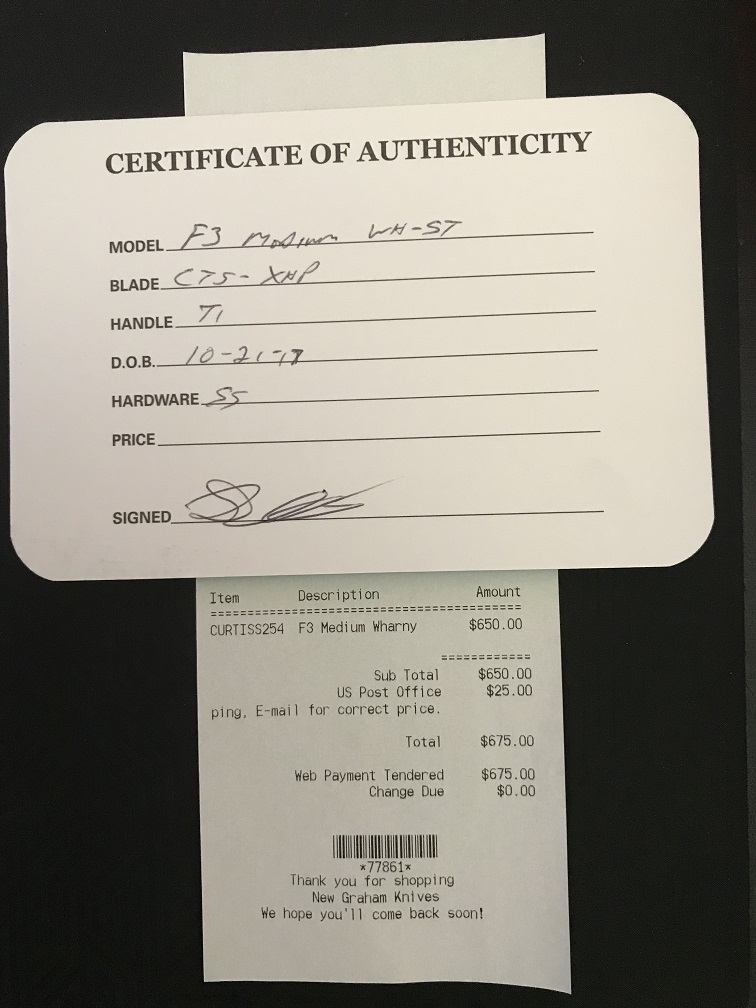 CERTIFICATE OF AUTHENTICITY
MODEL F3 Medium WH-ST
BLADE CTS-XHP
HANDLE Ti
D.O.B. 10-21-17
HARDWARE SS
PRICE
SIGNED
Item Description Amount
=========================================
CURTISS254 F3 Medium Wharny $650.00
============
Sub Total $650.00
US Post Office $25.00
ping, E-mail for correct price.
Total $675.00
Web Payment Tendered $675.00
Change Due $0.00
*77861*
Thank you for shopping
New Graham Knives
We hope you'll come back soon!